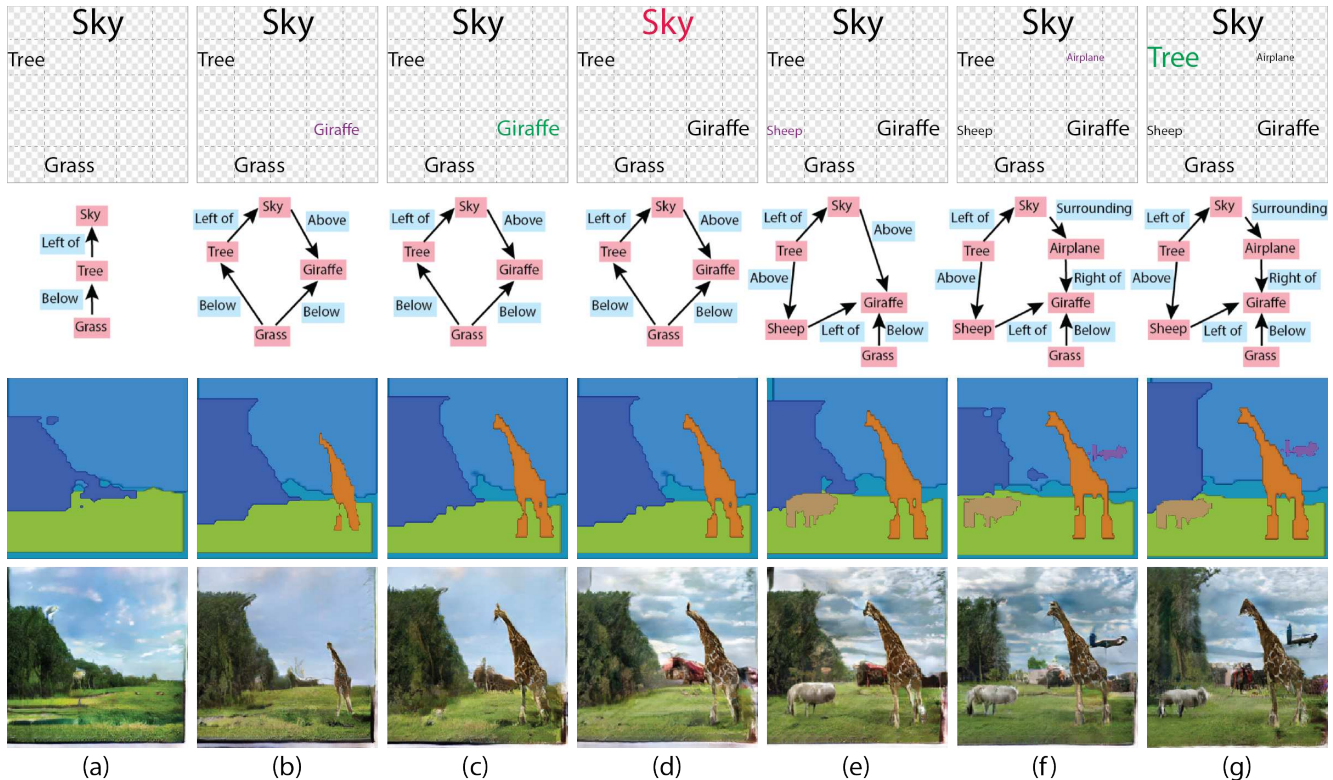 Sky Sky Sky Sky Sky Sky Sky
Tree Tree Tree Tree Tree Tree Airplane Tree Airplane
Giraffe Giraffe Giraffe Sheep Giraffe Sheep Giraffe Sheep Giraffe
Grass Grass Grass Grass Grass Grass Grass
Sky
Left of
Tree
Below
Grass
Sky
Left of Above
Tree
Giraffe
Below Below
Grass
Sky
Left of Above
Tree
Giraffe
Below Below
Grass
Sky
Left of Above
Tree
Giraffe
Below Below
Grass
Sky
Left of
Above
Tree
Above
Giraffe
Sheep Left of Below
Grass
Sky Surrounding
Left of
Tree Airplane
Above Right of
Giraffe
Sheep Left of Below
Grass
Sky Surrounding
Left of
Tree Airplane
Above Right of
Giraffe
Sheep Left of Below
Grass
(a) (b) (c) (d) (e) (f) (g)